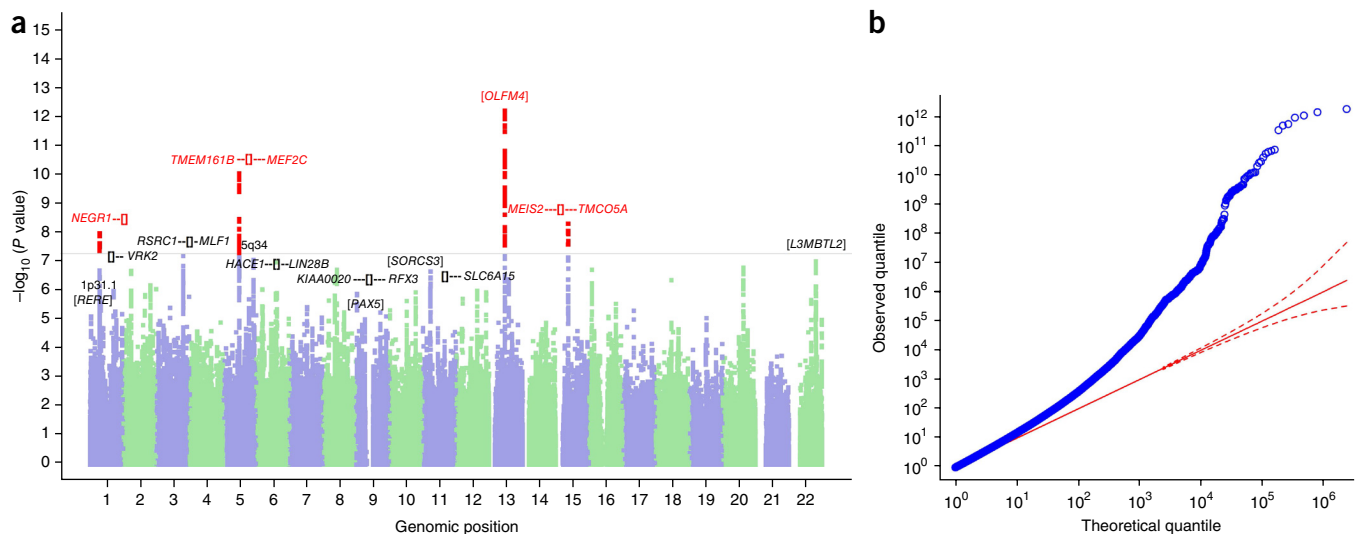 a
15
14
13
12
11
10
9
8
7
6
5
4
3
2
1
0
–log10 (P value)
[OLFM4]
TMEM161B--[]---MEF2C
NEGR1--[]
MEIS2---[]---TMCO5A
RSRC1--[]-MLF1
5q34
[L3MBTL2]
[]-- VRK2
HACE1-[]--LIN28B
[SORCS3]
KIAA0020 ---[]--- RFX3
[]--- SLC6A15
1p31.1
[RERE]
[PAX5]
1 2 3 4 5 6 7 8 9 10 11 12 13 14 15 16 17 18 19 20 21 22
Genomic position
b
10^12
10^11
10^10
10^9
10^8
10^7
10^6
10^5
10^4
10^3
10^2
10^1
10^0
Observed quantile
10^0 10^1 10^2 10^3 10^4 10^5 10^6
Theoretical quantile